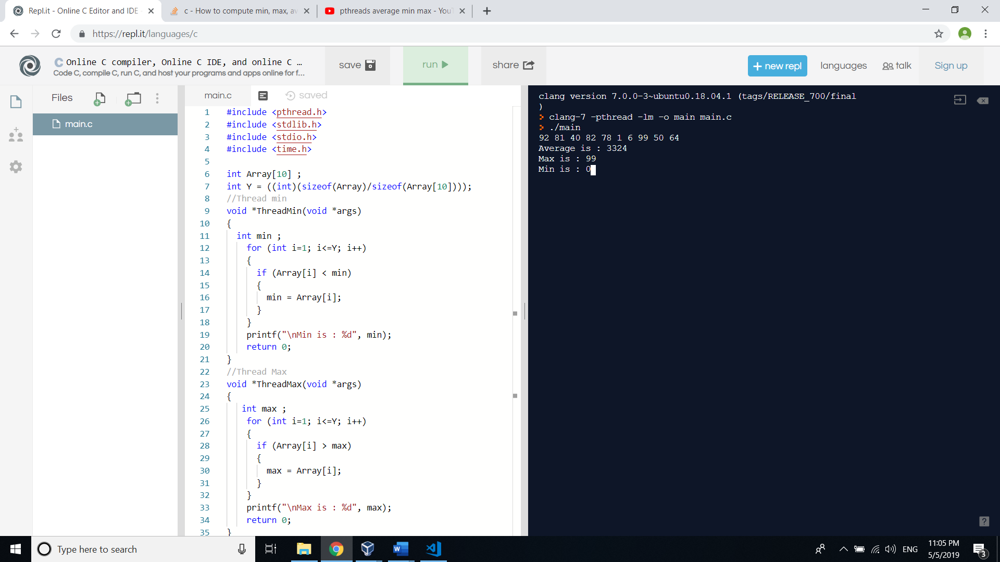 Repl.it - Online C Editor and IDE -
c - How to compute min, max, av
pthreads average min max - YouT
https://repl.it/languages/c
C Online C compiler, Online C IDE, and online C ...
Code C, compile C, run C, and host your programs and apps online for f...
save
run
share
+ new repl
languages
talk
Sign up
Files
main.c
main.c
saved
1 #include <pthread.h>
2 #include <stdlib.h>
3 #include <stdio.h>
4 #include <time.h>
5
6 int Array[10] ;
7 int Y = ((int)(sizeof(Array)/sizeof(Array[10])));
8 //Thread min
9 void *ThreadMin(void *args)
10 {
11 int min ;
12 for (int i=1; i<=Y; i++)
13 {
14 if (Array[i] < min)
15 {
16 min = Array[i];
17 }
18 }
19 printf("\nMin is : %d", min);
20 return 0;
21 }
22 //Thread Max
23 void *ThreadMax(void *args)
24 {
25 int max ;
26 for (int i=1; i<=Y; i++)
27 {
28 if (Array[i] > max)
29 {
30 max = Array[i];
31 }
32 }
33 printf("\nMax is : %d", max);
34 return 0;
35 }
clang version 7.0.0-3~ubuntu0.18.04.1 (tags/RELEASE_700/final
)
> clang-7 -pthread -lm -o main main.c
> ./main
92 81 40 82 78 1 6 99 50 64
Average is : 3324
Max is : 99
Min is : 0
?
Type here to search
ENG
11:05 PM
5/5/2019
3